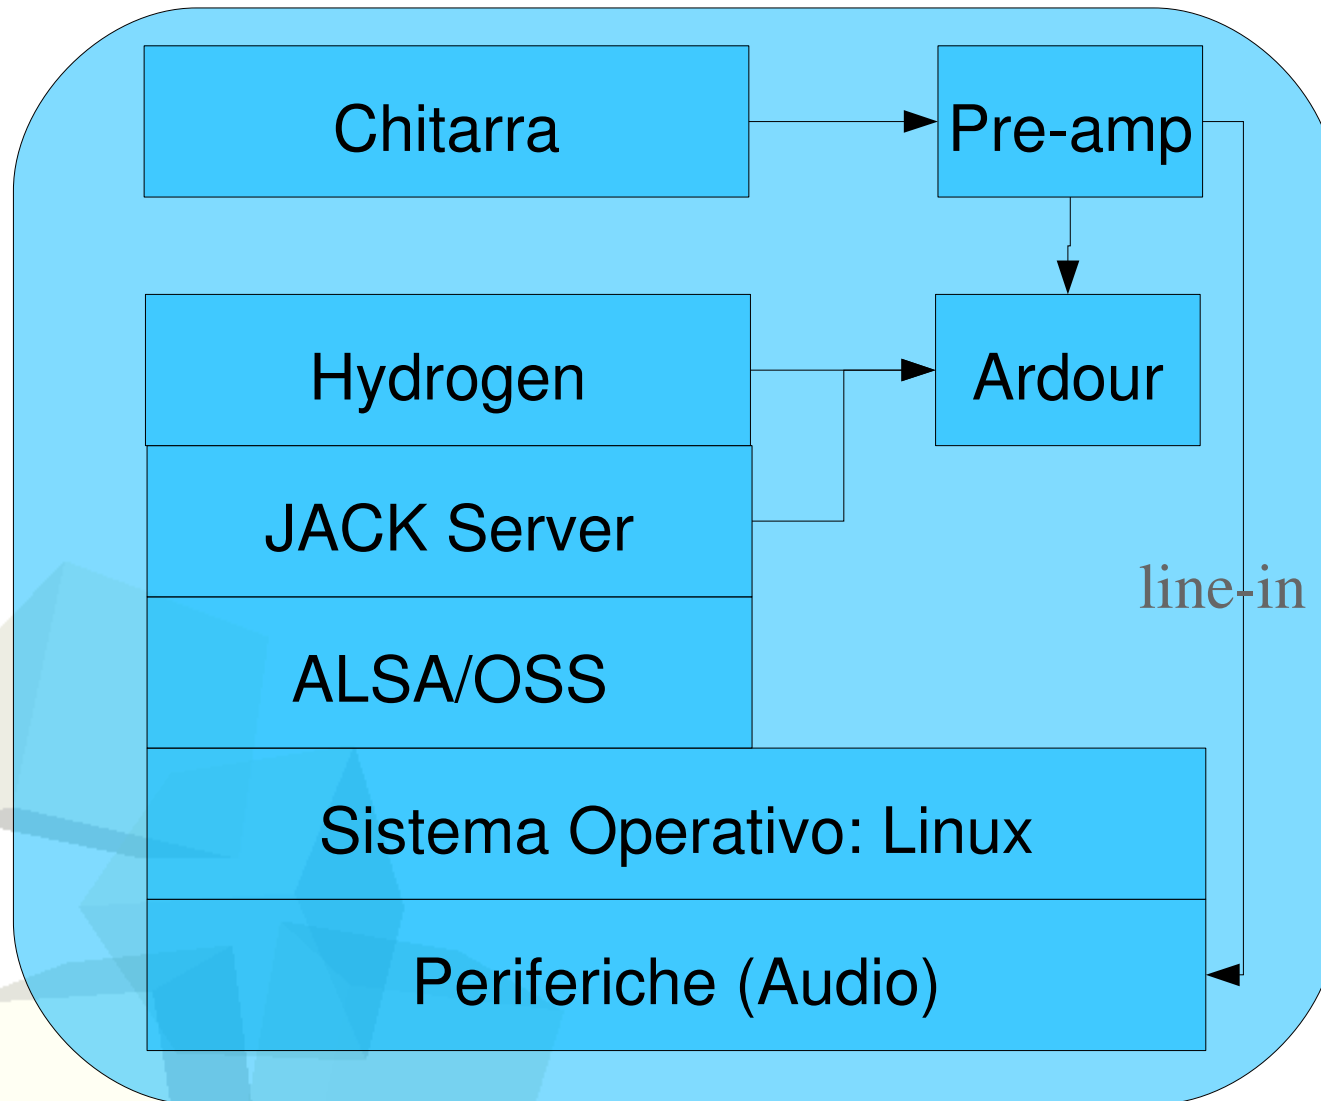 Chitarra
Pre-amp
Hydrogen
Ardour
JACK Server
line-in
ALSA/OSS
Sistema Operativo: Linux
Periferiche (Audio)